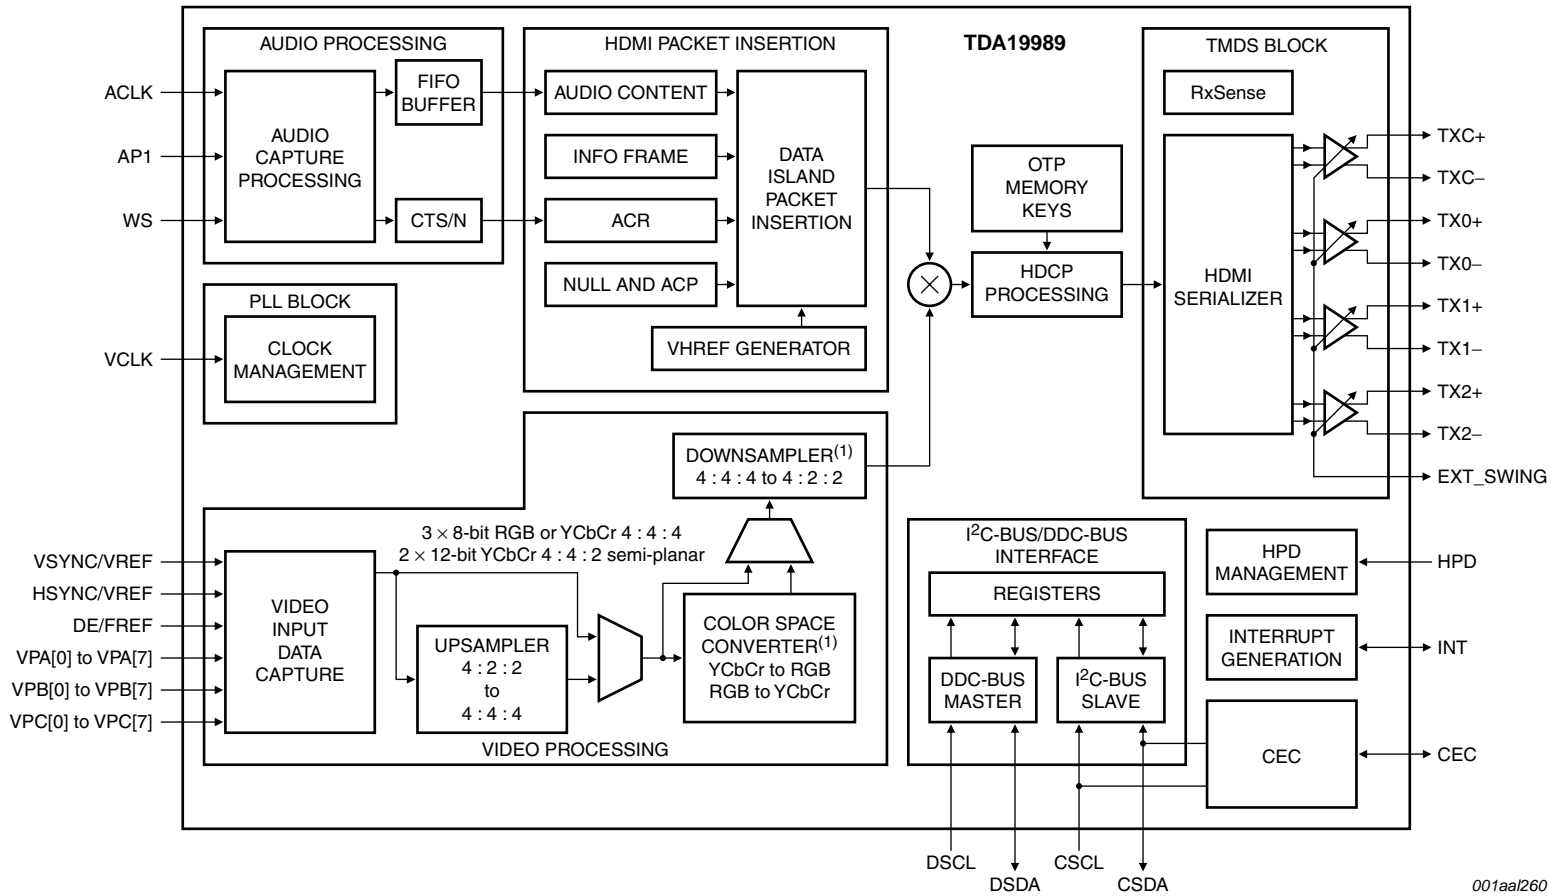 TDA19989
AUDIO PROCESSING
ACLK
AP1
WS
AUDIO
CAPTURE
PROCESSING
FIFO
BUFFER
CTS/N
PLL BLOCK
VCLK
CLOCK
MANAGEMENT
HDMI PACKET INSERTION
AUDIO CONTENT
INFO FRAME
ACR
NULL AND ACP
DATA
ISLAND
PACKET
INSERTION
VHREF GENERATOR
OTP
MEMORY
KEYS
HDCP
PROCESSING
TMDS BLOCK
RxSense
HDMI
SERIALIZER
TXC+
TXC−
TX0+
TX0−
TX1+
TX1−
TX2+
TX2−
EXT_SWING
VSYNC/VREF
HSYNC/VREF
DE/FREF
VPA[0] to VPA[7]
VPB[0] to VPB[7]
VPC[0] to VPC[7]
VIDEO
INPUT
DATA
CAPTURE
3 × 8-bit RGB or YCbCr 4 : 4 : 4
2 × 12-bit YCbCr 4 : 4 : 2 semi-planar
UPSAMPLER
4 : 2 : 2
to
4 : 4 : 4
DOWNSAMPLER(1)
4 : 4 : 4 to 4 : 2 : 2
COLOR SPACE
CONVERTER(1)
YCbCr to RGB
RGB to YCbCr
VIDEO PROCESSING
I2C-BUS/DDC-BUS
INTERFACE
REGISTERS
DDC-BUS
MASTER
I2C-BUS
SLAVE
HPD
MANAGEMENT
HPD
INTERRUPT
GENERATION
INT
CEC
CEC
DSCL
DSDA
CSCL
CSDA
001aal260